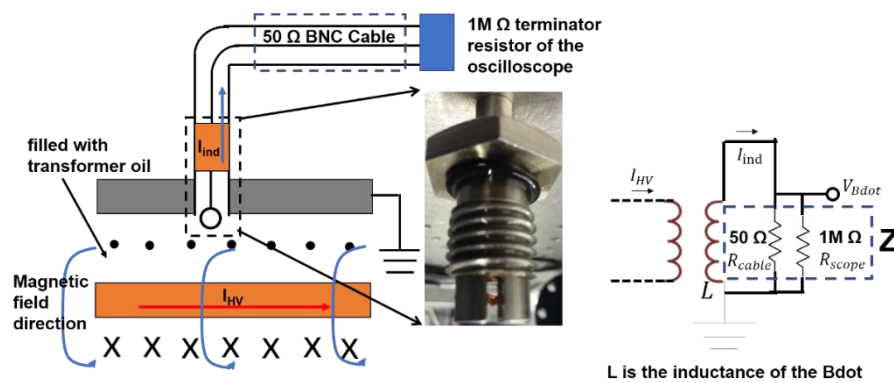 50 Ω BNC Cable
1M Ω terminator
resistor of the
oscilloscope
filled with
transformer oil
I_ind
Magnetic
field
direction
I_HV
X X X X X X X
I_HV
I_ind
V_Bdot
50 Ω
R_cable
1M Ω
R_scope
Z
L
L is the inductance of the Bdot